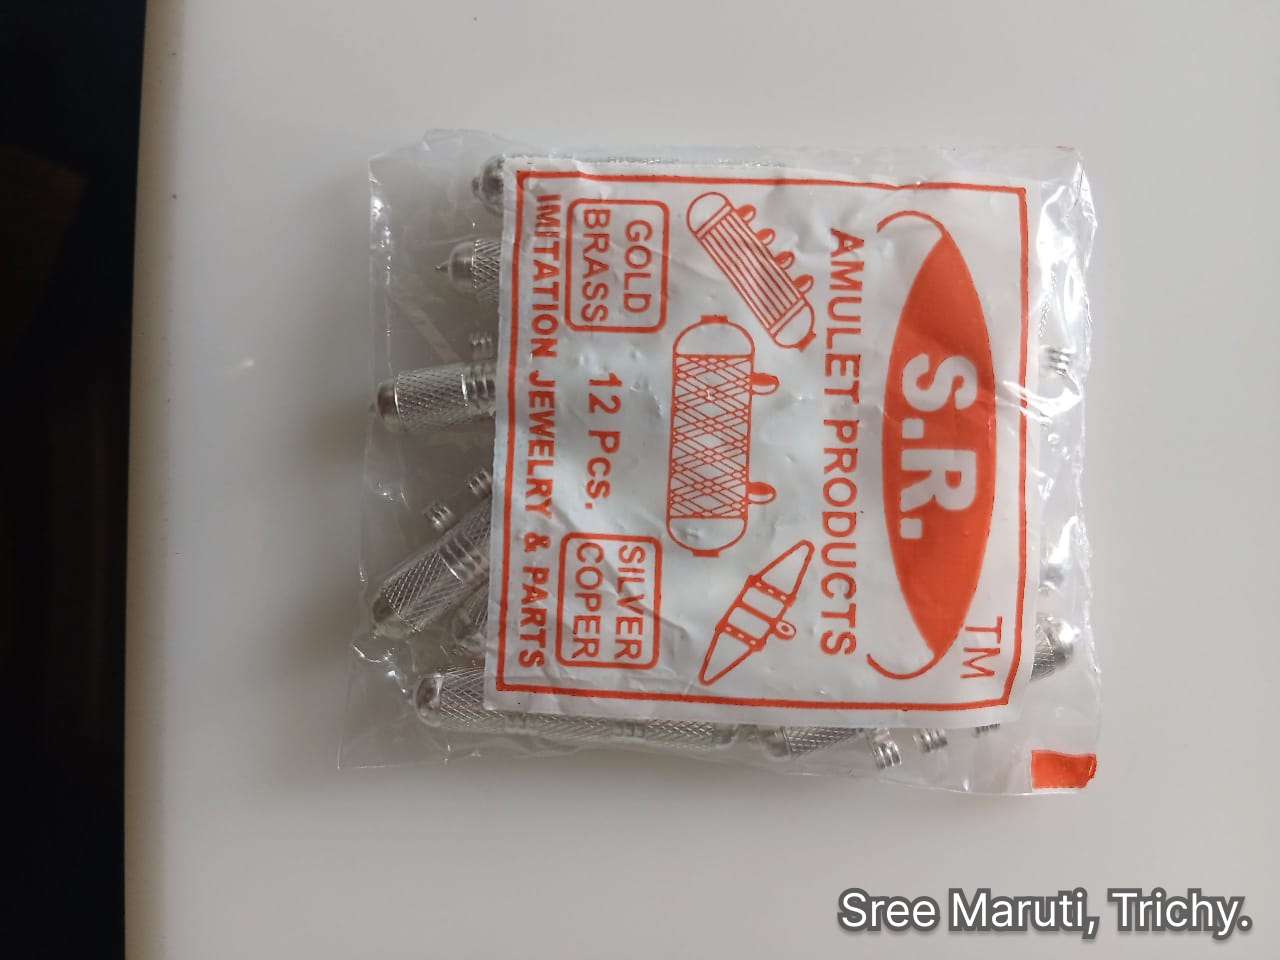 S.R.
TM
AMULET PRODUCTS
GOLD
BRASS
12 Pcs.
SILVER
COPER
IMITATION JEWELRY & PARTS
Sree Maruti, Trichy.